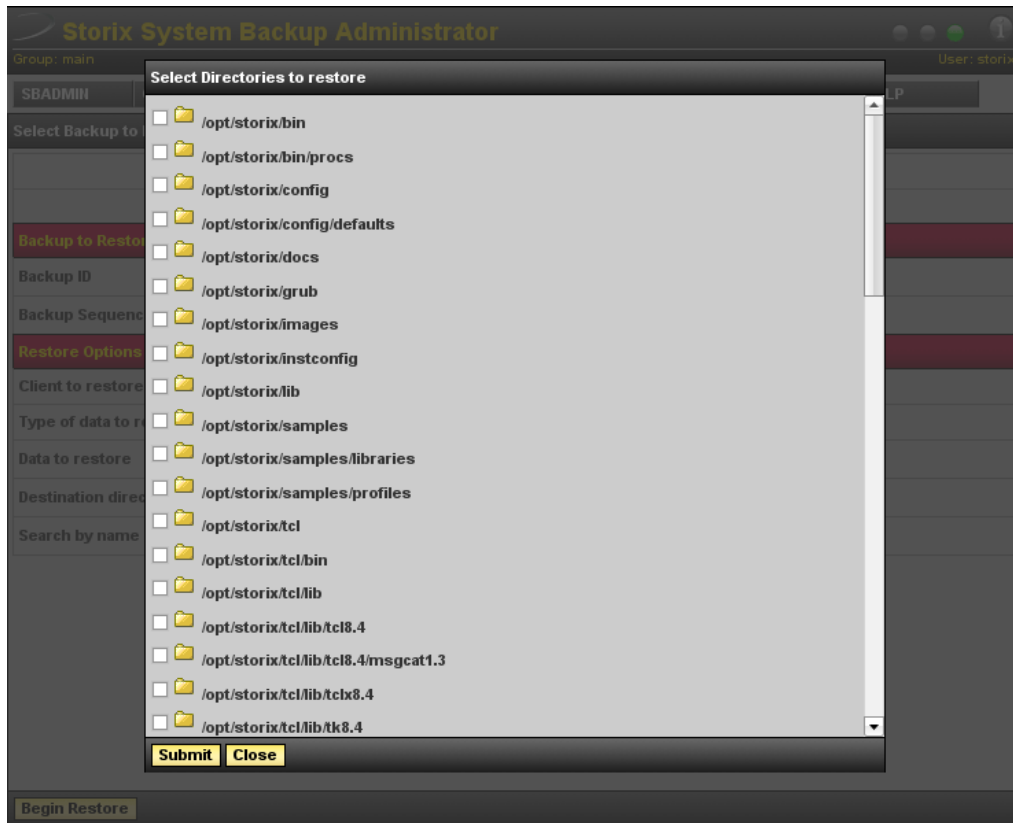 Storix System Backup Administrator
Group: main
User: storix
SBADMIN
LP
Select Backup to
Select Directories to restore
/opt/storix/bin
/opt/storix/bin/procs
/opt/storix/config
/opt/storix/config/defaults
/opt/storix/docs
/opt/storix/grub
/opt/storix/images
/opt/storix/instconfig
/opt/storix/lib
/opt/storix/samples
/opt/storix/samples/libraries
/opt/storix/samples/profiles
/opt/storix/tcl
/opt/storix/tcl/bin
/opt/storix/tcl/lib
/opt/storix/tcl/lib/tcl8.4
/opt/storix/tcl/lib/tcl8.4/msgcat1.3
/opt/storix/tcl/lib/tclx8.4
/opt/storix/tcl/lib/tk8.4
Submit Close
Backup to Restor
Backup ID
Backup Sequenc
Restore Options
Client to restore
Type of data to r
Data to restore
Destination direc
Search by name
Begin Restore